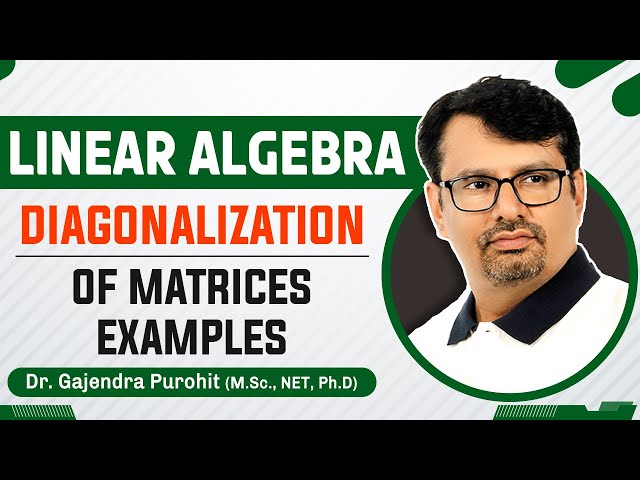 LINEAR ALGEBRA
DIAGONALIZATION
OF MATRICES
EXAMPLES
Dr. Gajendra Purohit (M.Sc., NET, Ph.D)